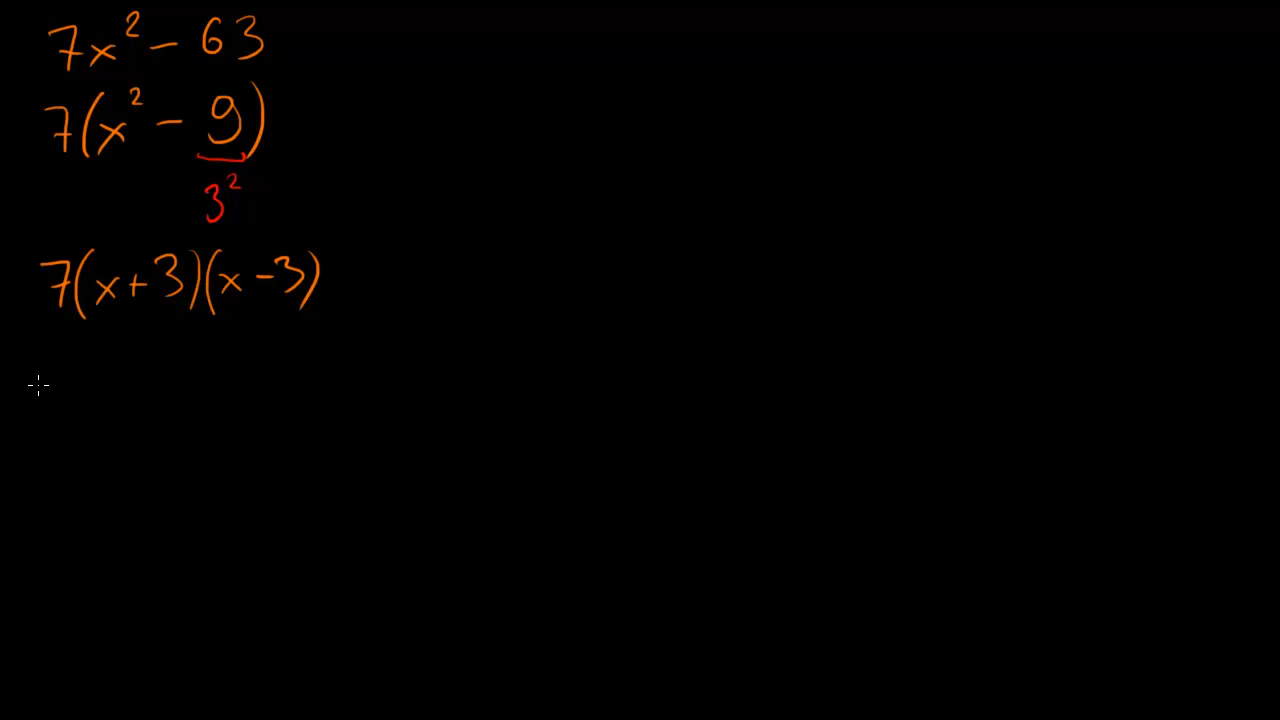 7x² - 63
7(x² - 9)
3²
7(x+3)(x-3)